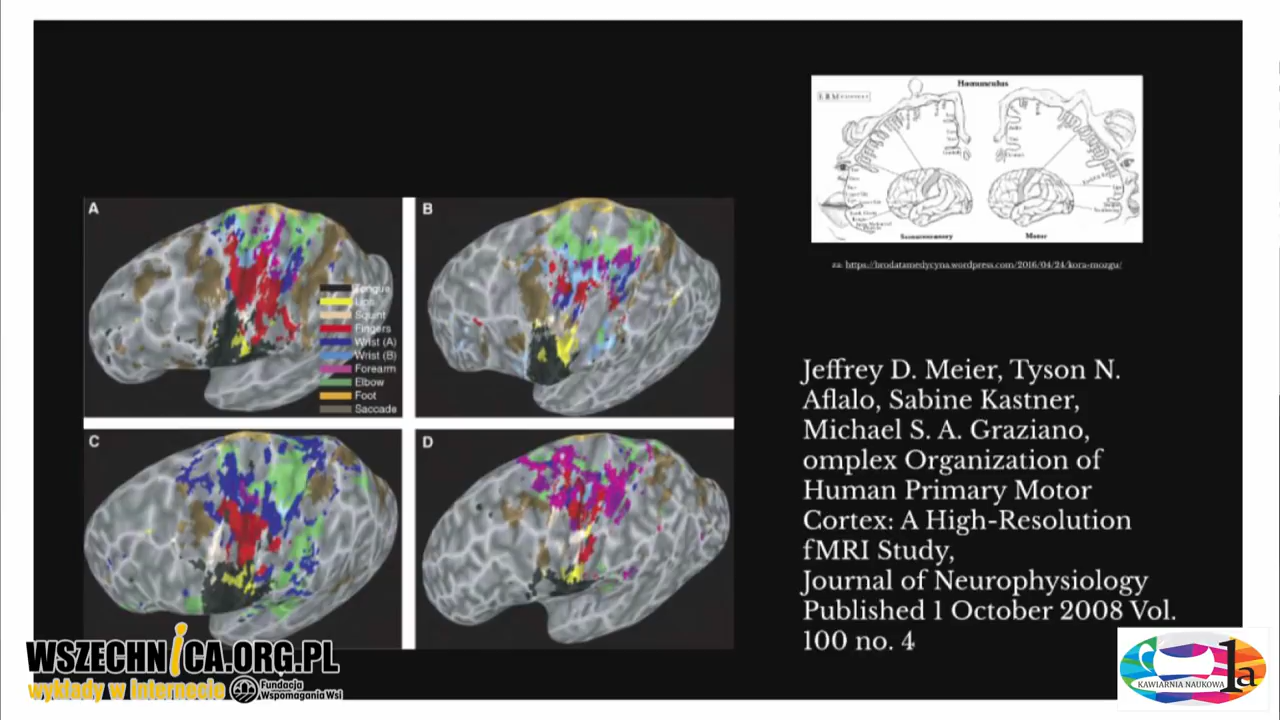 A
B
Tongue
Lips
Squint
Fingers
Wrist (A)
Wrist (B)
Forearm
Elbow
Foot
Saccade
C
D
Homunculus
Somatosensory
Motor
za: https://brodatamedycyna.wordpress.com/2016/04/24/kora-mozgu/
Jeffrey D. Meier, Tyson N.
Aflalo, Sabine Kastner,
Michael S. A. Graziano,
omplex Organization of
Human Primary Motor
Cortex: A High-Resolution
fMRI Study,
Journal of Neurophysiology
Published 1 October 2008 Vol.
100 no. 4
WSZECHNICA.ORG.PL
wykłady w internecie
Fundacja
Wspomagania Wsi
KAWIARNIA NAUKOWA 1a